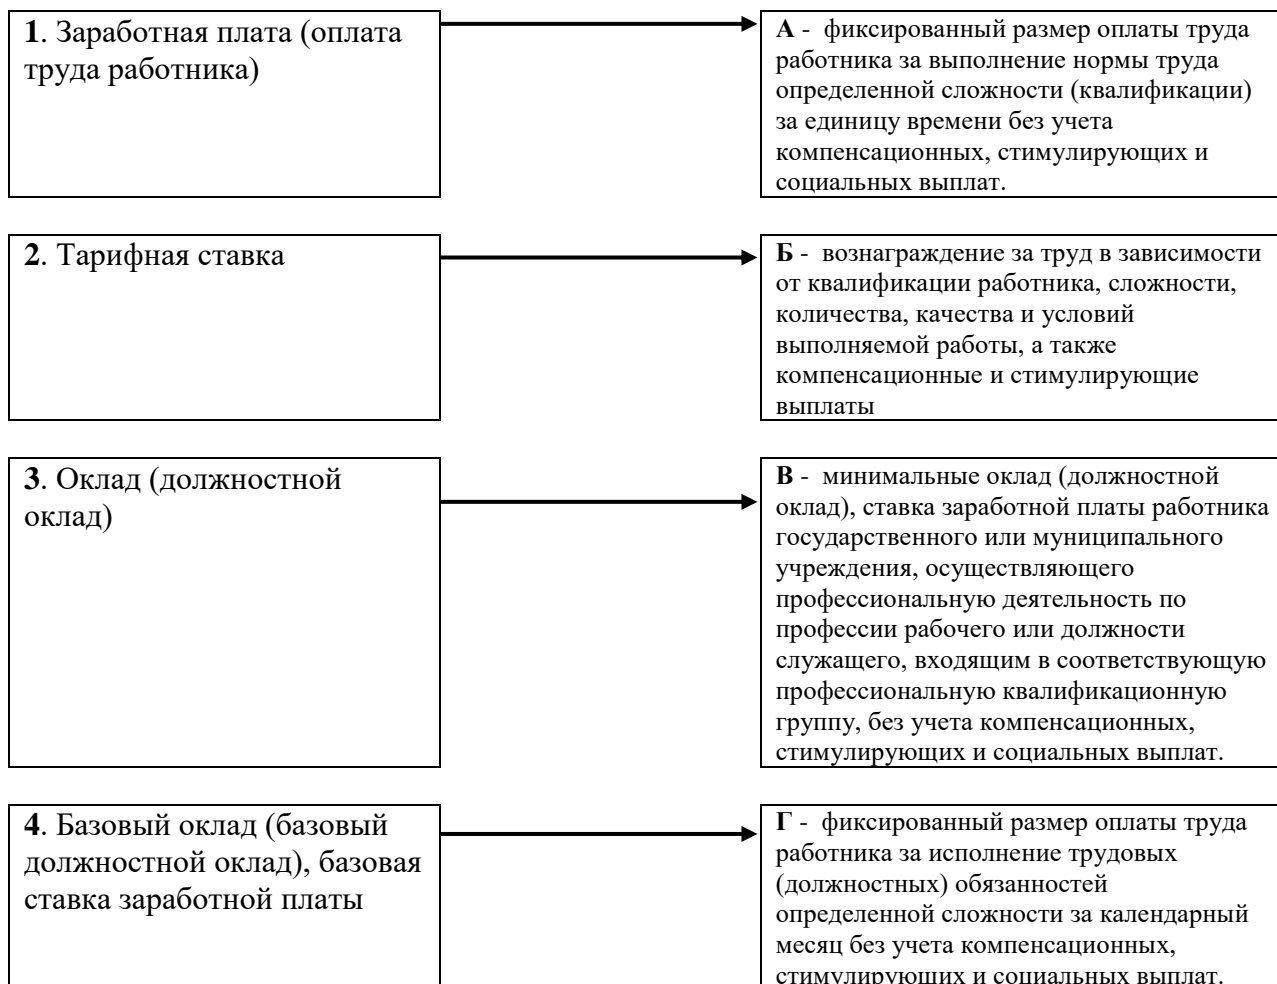 1. Заработная плата (оплата
труда работника)
А - фиксированный размер оплаты труда
работника за выполнение нормы труда
определенной сложности (квалификации)
за единицу времени без учета
компенсационных, стимулирующих и
социальных выплат.
2. Тарифная ставка
Б - вознаграждение за труд в зависимости
от квалификации работника, сложности,
количества, качества и условий
выполняемой работы, а также
компенсационные и стимулирующие
выплаты
3. Оклад (должностной
оклад)
В - минимальные оклад (должностной
оклад), ставка заработной платы работника
государственного или муниципального
учреждения, осуществляющего
профессиональную деятельность по
профессии рабочего или должности
служащего, входящим в соответствующую
профессиональную квалификационную
группу, без учета компенсационных,
стимулирующих и социальных выплат.
4. Базовый оклад (базовый
должностной оклад), базовая
ставка заработной платы
Г - фиксированный размер оплаты труда
работника за исполнение трудовых
(должностных) обязанностей
определенной сложности за календарный
месяц без учета компенсационных,
стимулирующих и социальных выплат.